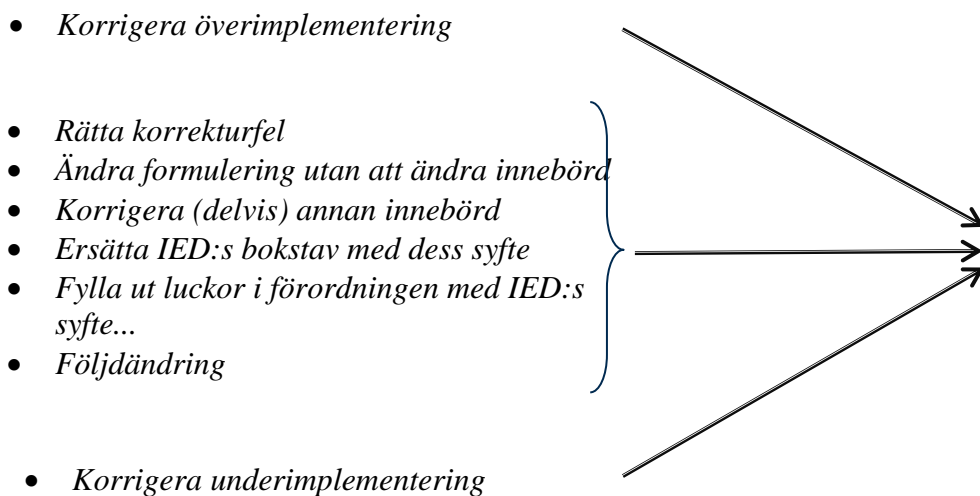 • Korrigera överimplementering
• Rätta korrekturfel
• Ändra formulering utan att ändra innebörd
• Korrigera (delvis) annan innebörd
• Ersätta IED:s bokstav med dess syfte
• Fylla ut luckor i förordningen med IED:s
syfte...
• Följdändring
• Korrigera underimplementering